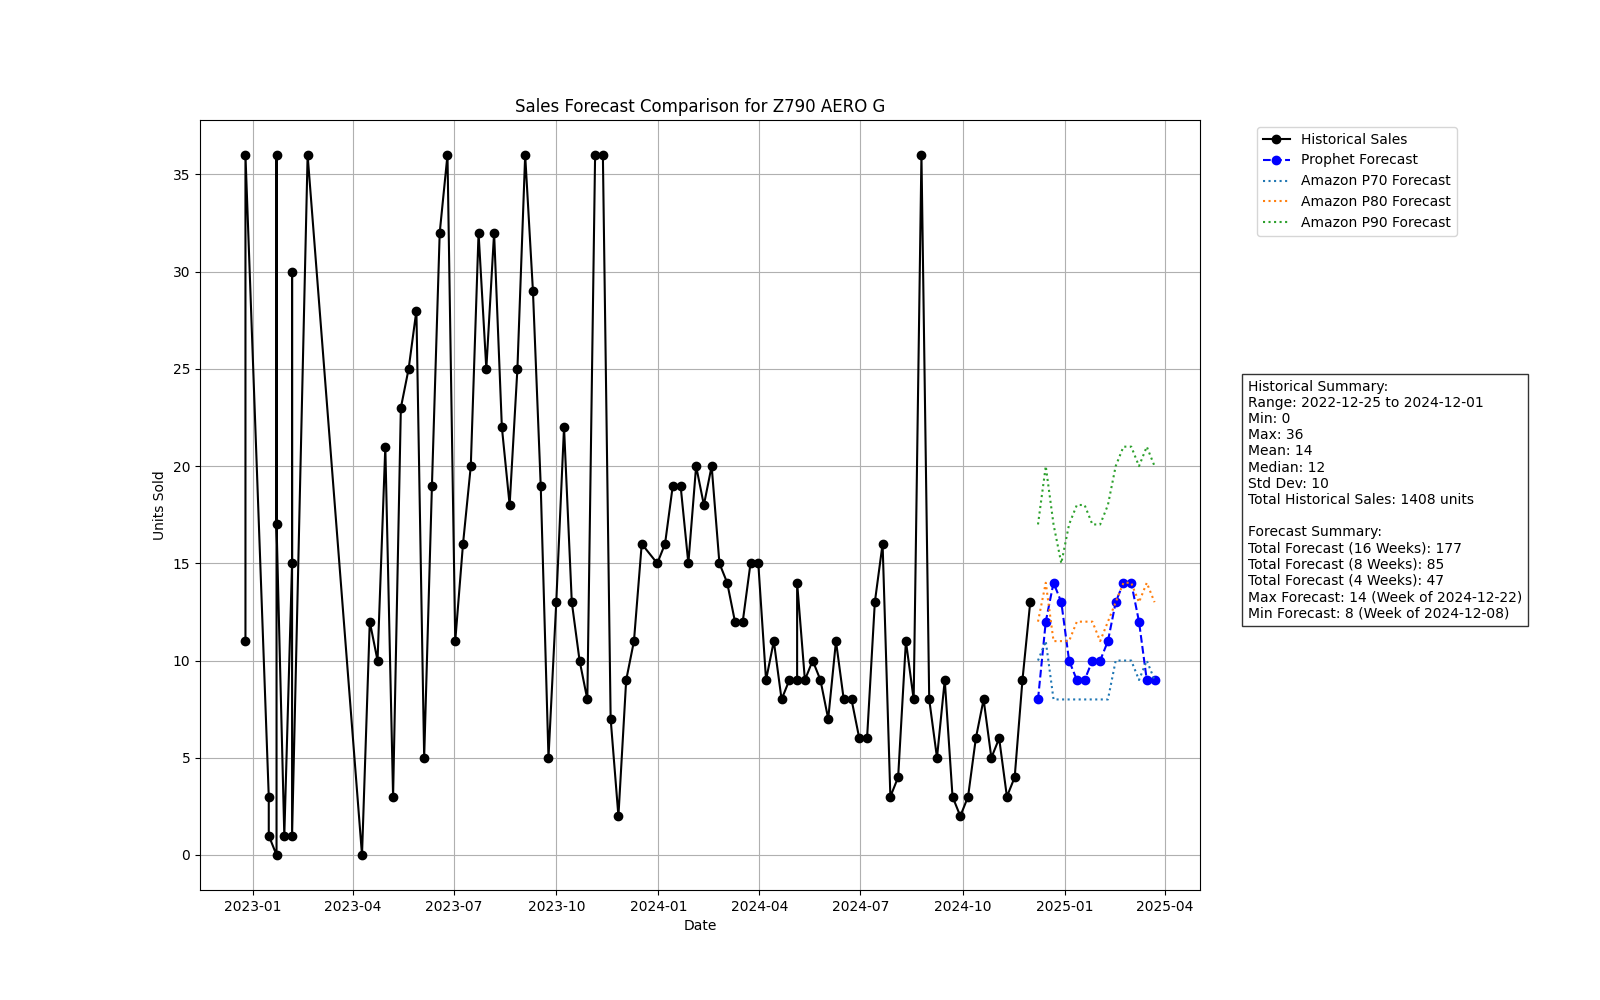 Sales Forecast Comparison for Z790 AERO G
Historical Sales
Prophet Forecast
Amazon P70 Forecast
Amazon P80 Forecast
Amazon P90 Forecast
35
30
25
20
15
10
5
0
Units Sold
2023-01
2023-04
2023-07
2023-10
2024-01
2024-04
2024-07
2024-10
2025-01
2025-04
Date
Historical Summary:
Range: 2022-12-25 to 2024-12-01
Min: 0
Max: 36
Mean: 14
Median: 12
Std Dev: 10
Total Historical Sales: 1408 units
Forecast Summary:
Total Forecast (16 Weeks): 177
Total Forecast (8 Weeks): 85
Total Forecast (4 Weeks): 47
Max Forecast: 14 (Week of 2024-12-22)
Min Forecast: 8 (Week of 2024-12-08)